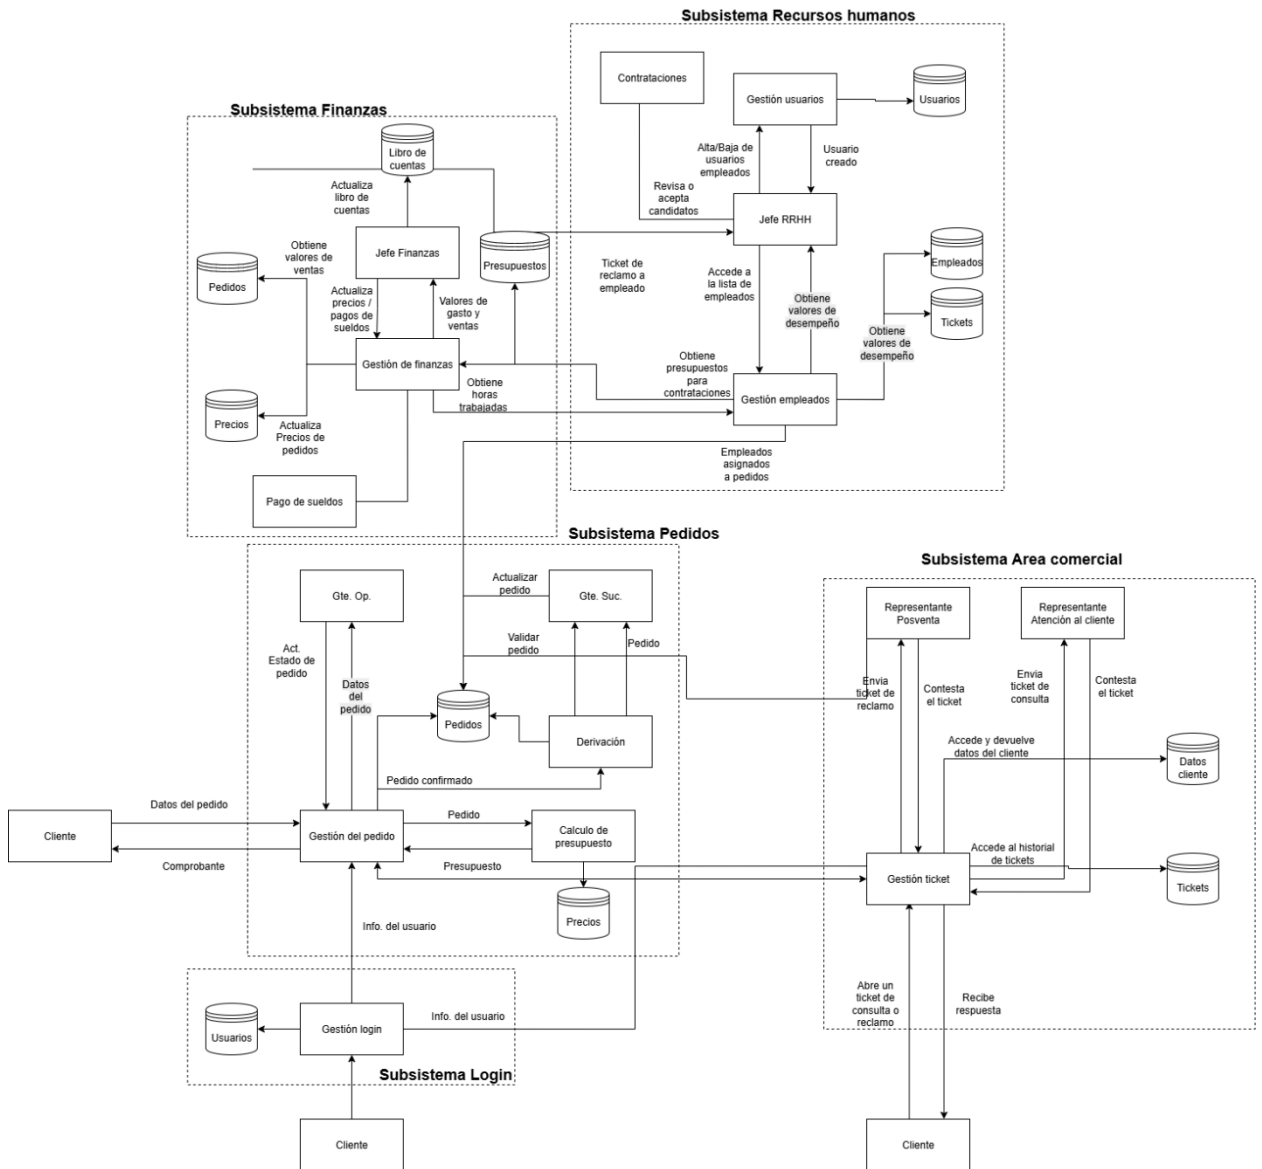 Subsistema Recursos humanos
Contrataciones
Gestión usuarios
Usuarios
Alta/Baja de
usuarios
empleados
Usuario
creado
Revisa o
acepta
candidatos
Jefe RRHH
Ticket de
reclamo a
empleado
Accede a
la lista de
empleados
Obtiene
valores de
desempeño
Empleados
Tickets
Obtiene
valores de
desempeño
Obtiene
presupuestos
para
contrataciones
Gestión empleados
Empleados
asignados
a pedidos
Subsistema Finanzas
Libro de
cuentas
Actualiza
libro de
cuentas
Jefe Finanzas
Presupuestos
Obtiene
valores de
ventas
Pedidos
Actualiza
precios /
pagos de
sueldos
Valores de
gasto y
ventas
Gestión de finanzas
Obtiene
horas
trabajadas
Precios
Actualiza
Precios de
pedidos
Pago de sueldos
Subsistema Pedidos
Gte. Op.
Actualizar
pedido
Gte. Suc.
Act.
Estado de
pedido
Datos
del
pedido
Validar
pedido
Pedido
Pedidos
Derivación
Pedido confirmado
Datos del pedido
Cliente
Comprobante
Gestión del pedido
Pedido
Calculo de
presupuesto
Presupuesto
Precios
Info. del usuario
Subsistema Area comercial
Representante
Posventa
Representante
Atención al cliente
Envia
ticket de
reclamo
Contesta
el ticket
Envia
ticket de
consulta
Contesta
el ticket
Accede y devuelve
datos del cliente
Datos
cliente
Gestión ticket
Accede al historial
de tickets
Tickets
Abre un
ticket de
consulta o
reclamo
Recibe
respuesta
Cliente
Usuarios
Gestión login
Info. del usuario
Subsistema Login
Cliente